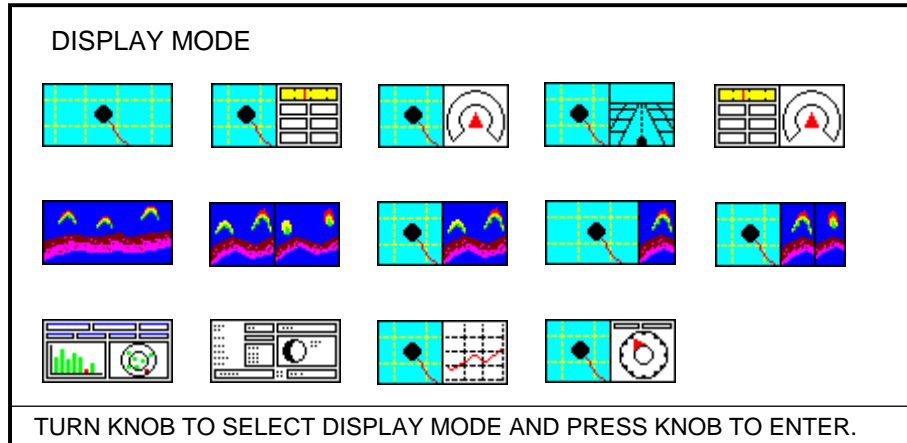 DISPLAY MODE
TURN KNOB TO SELECT DISPLAY MODE AND PRESS KNOB TO ENTER.